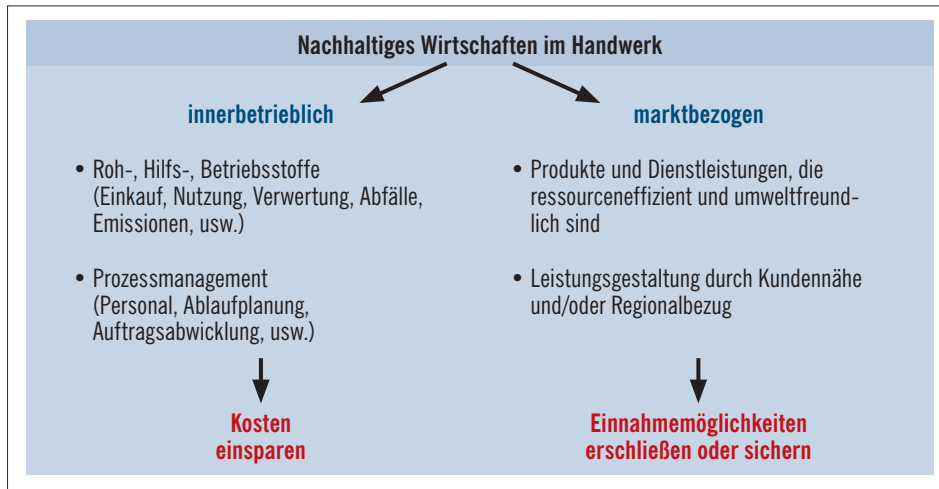 Nachhaltiges Wirtschaften im Handwerk
innerbetrieblich
• Roh-, Hilfs-, Betriebsstoffe
(Einkauf, Nutzung, Verwertung, Abfälle,
Emissionen, usw.)
• Prozessmanagement
(Personal, Ablaufplanung,
Auftragsabwicklung, usw.)
Kosten
einsparen
marktbezogen
• Produkte und Dienstleistungen, die
ressourceneffizient und umweltfreund-
lich sind
• Leistungsgestaltung durch Kundennähe
und/oder Regionalbezug
Einnahmemöglichkeiten
erschließen oder sichern